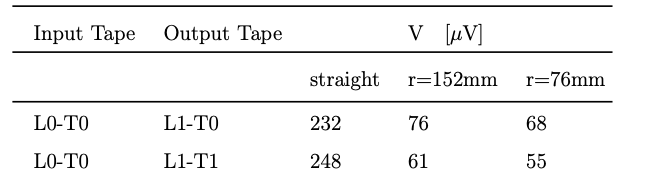 Input Tape Output Tape V [μV]
straight r=152mm r=76mm
L0-T0 L1-T0 232 76 68
L0-T0 L1-T1 248 61 55